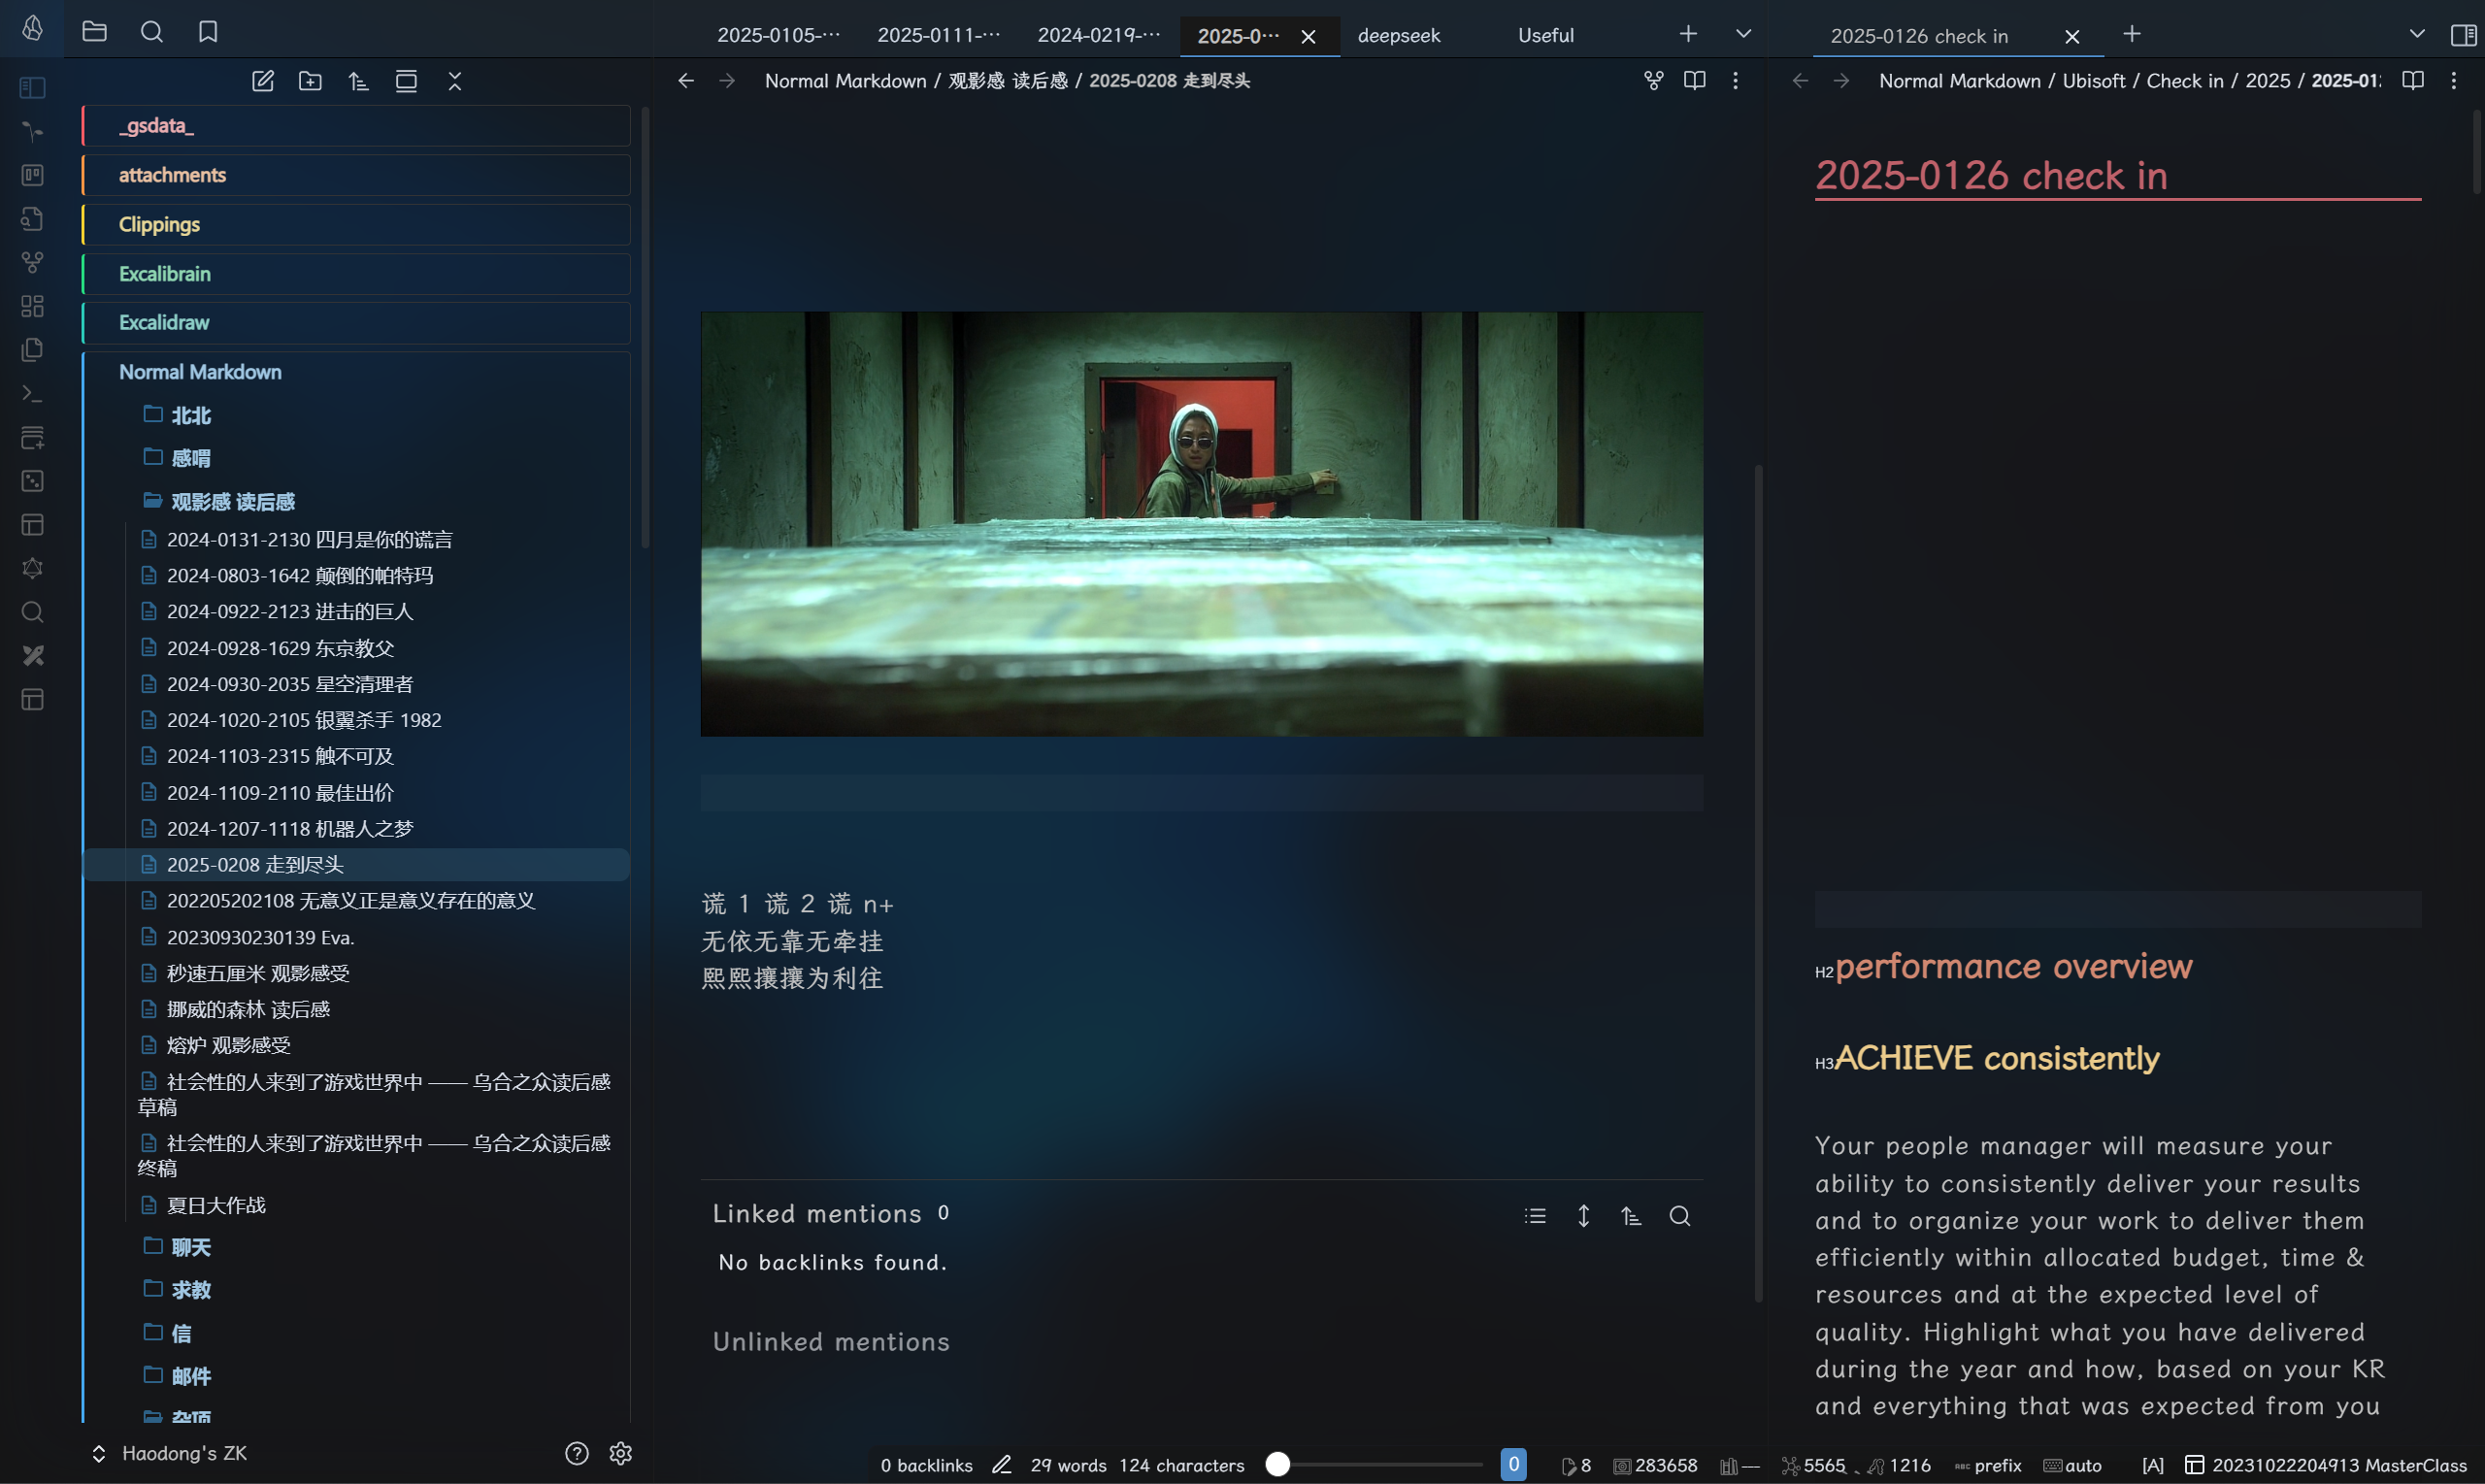 2025-0105-···
2025-0111-···
2024-0219-···
2025-0···
deepseek
Useful
2025-0126 check in
Normal Markdown / 观影感 读后感 / 2025-0208 走到尽头
Normal Markdown / Ubisoft / Check in / 2025 / 2025-01
_gsdata_
attachments
Clippings
Excalibrain
Excalidraw
Normal Markdown
北北
感喟
观影感 读后感
2024-0131-2130 四月是你的谎言
2024-0803-1642 颠倒的帕特玛
2024-0922-2123 进击的巨人
2024-0928-1629 东京教父
2024-0930-2035 星空清理者
2024-1020-2105 银翼杀手 1982
2024-1103-2315 触不可及
2024-1109-2110 最佳出价
2024-1207-1118 机器人之梦
2025-0208 走到尽头
202205202108 无意义正是意义存在的意义
20230930230139 Eva.
秒速五厘米 观影感受
挪威的森林 读后感
熔炉 观影感受
社会性的人来到了游戏世界中 —— 乌合之众读后感
草稿
社会性的人来到了游戏世界中 —— 乌合之众读后感
终稿
夏日大作战
聊天
求教
信
邮件
杂项
Haodong's ZK
谎 1 谎 2 谎 n+
无依无靠无牵挂
熙熙攘攘为利往
Linked mentions 0
No backlinks found.
Unlinked mentions
2025-0126 check in
H2 performance overview
H3 ACHIEVE consistently
Your people manager will measure your
ability to consistently deliver your results
and to organize your work to deliver them
efficiently within allocated budget, time &
resources and at the expected level of
quality. Highlight what you have delivered
during the year and how, based on your KR
and everything that was expected from you
0 backlinks
29 words 124 characters
0
8
283658
—
5565
1216
ABC prefix
auto
[A]
20231022204913 MasterClass